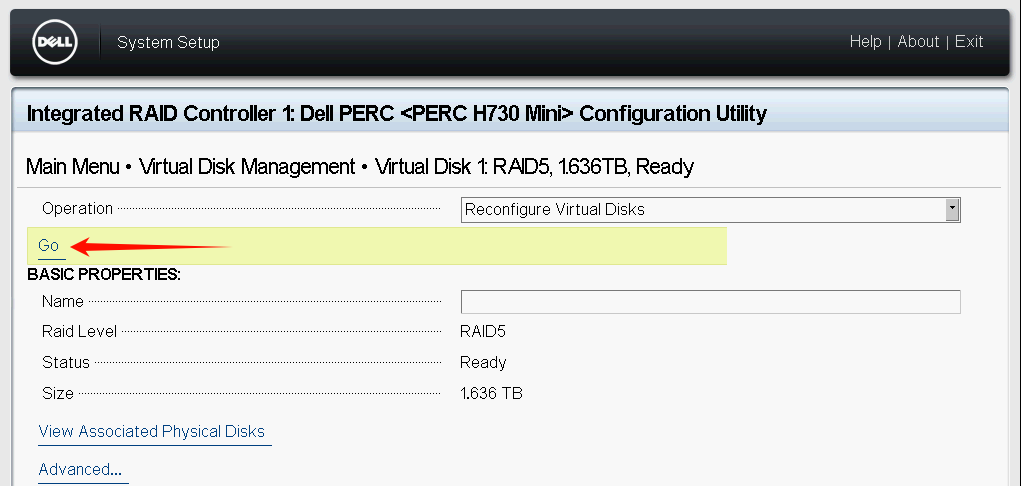 DELL System Setup Help | About | Exit
Integrated RAID Controller 1: Dell PERC <PERC H730 Mini> Configuration Utility
Main Menu • Virtual Disk Management • Virtual Disk 1: RAID5, 1.636TB, Ready
Operation Reconfigure Virtual Disks
Go
BASIC PROPERTIES:
Name
Raid Level RAID5
Status Ready
Size 1.636 TB
View Associated Physical Disks
Advanced...